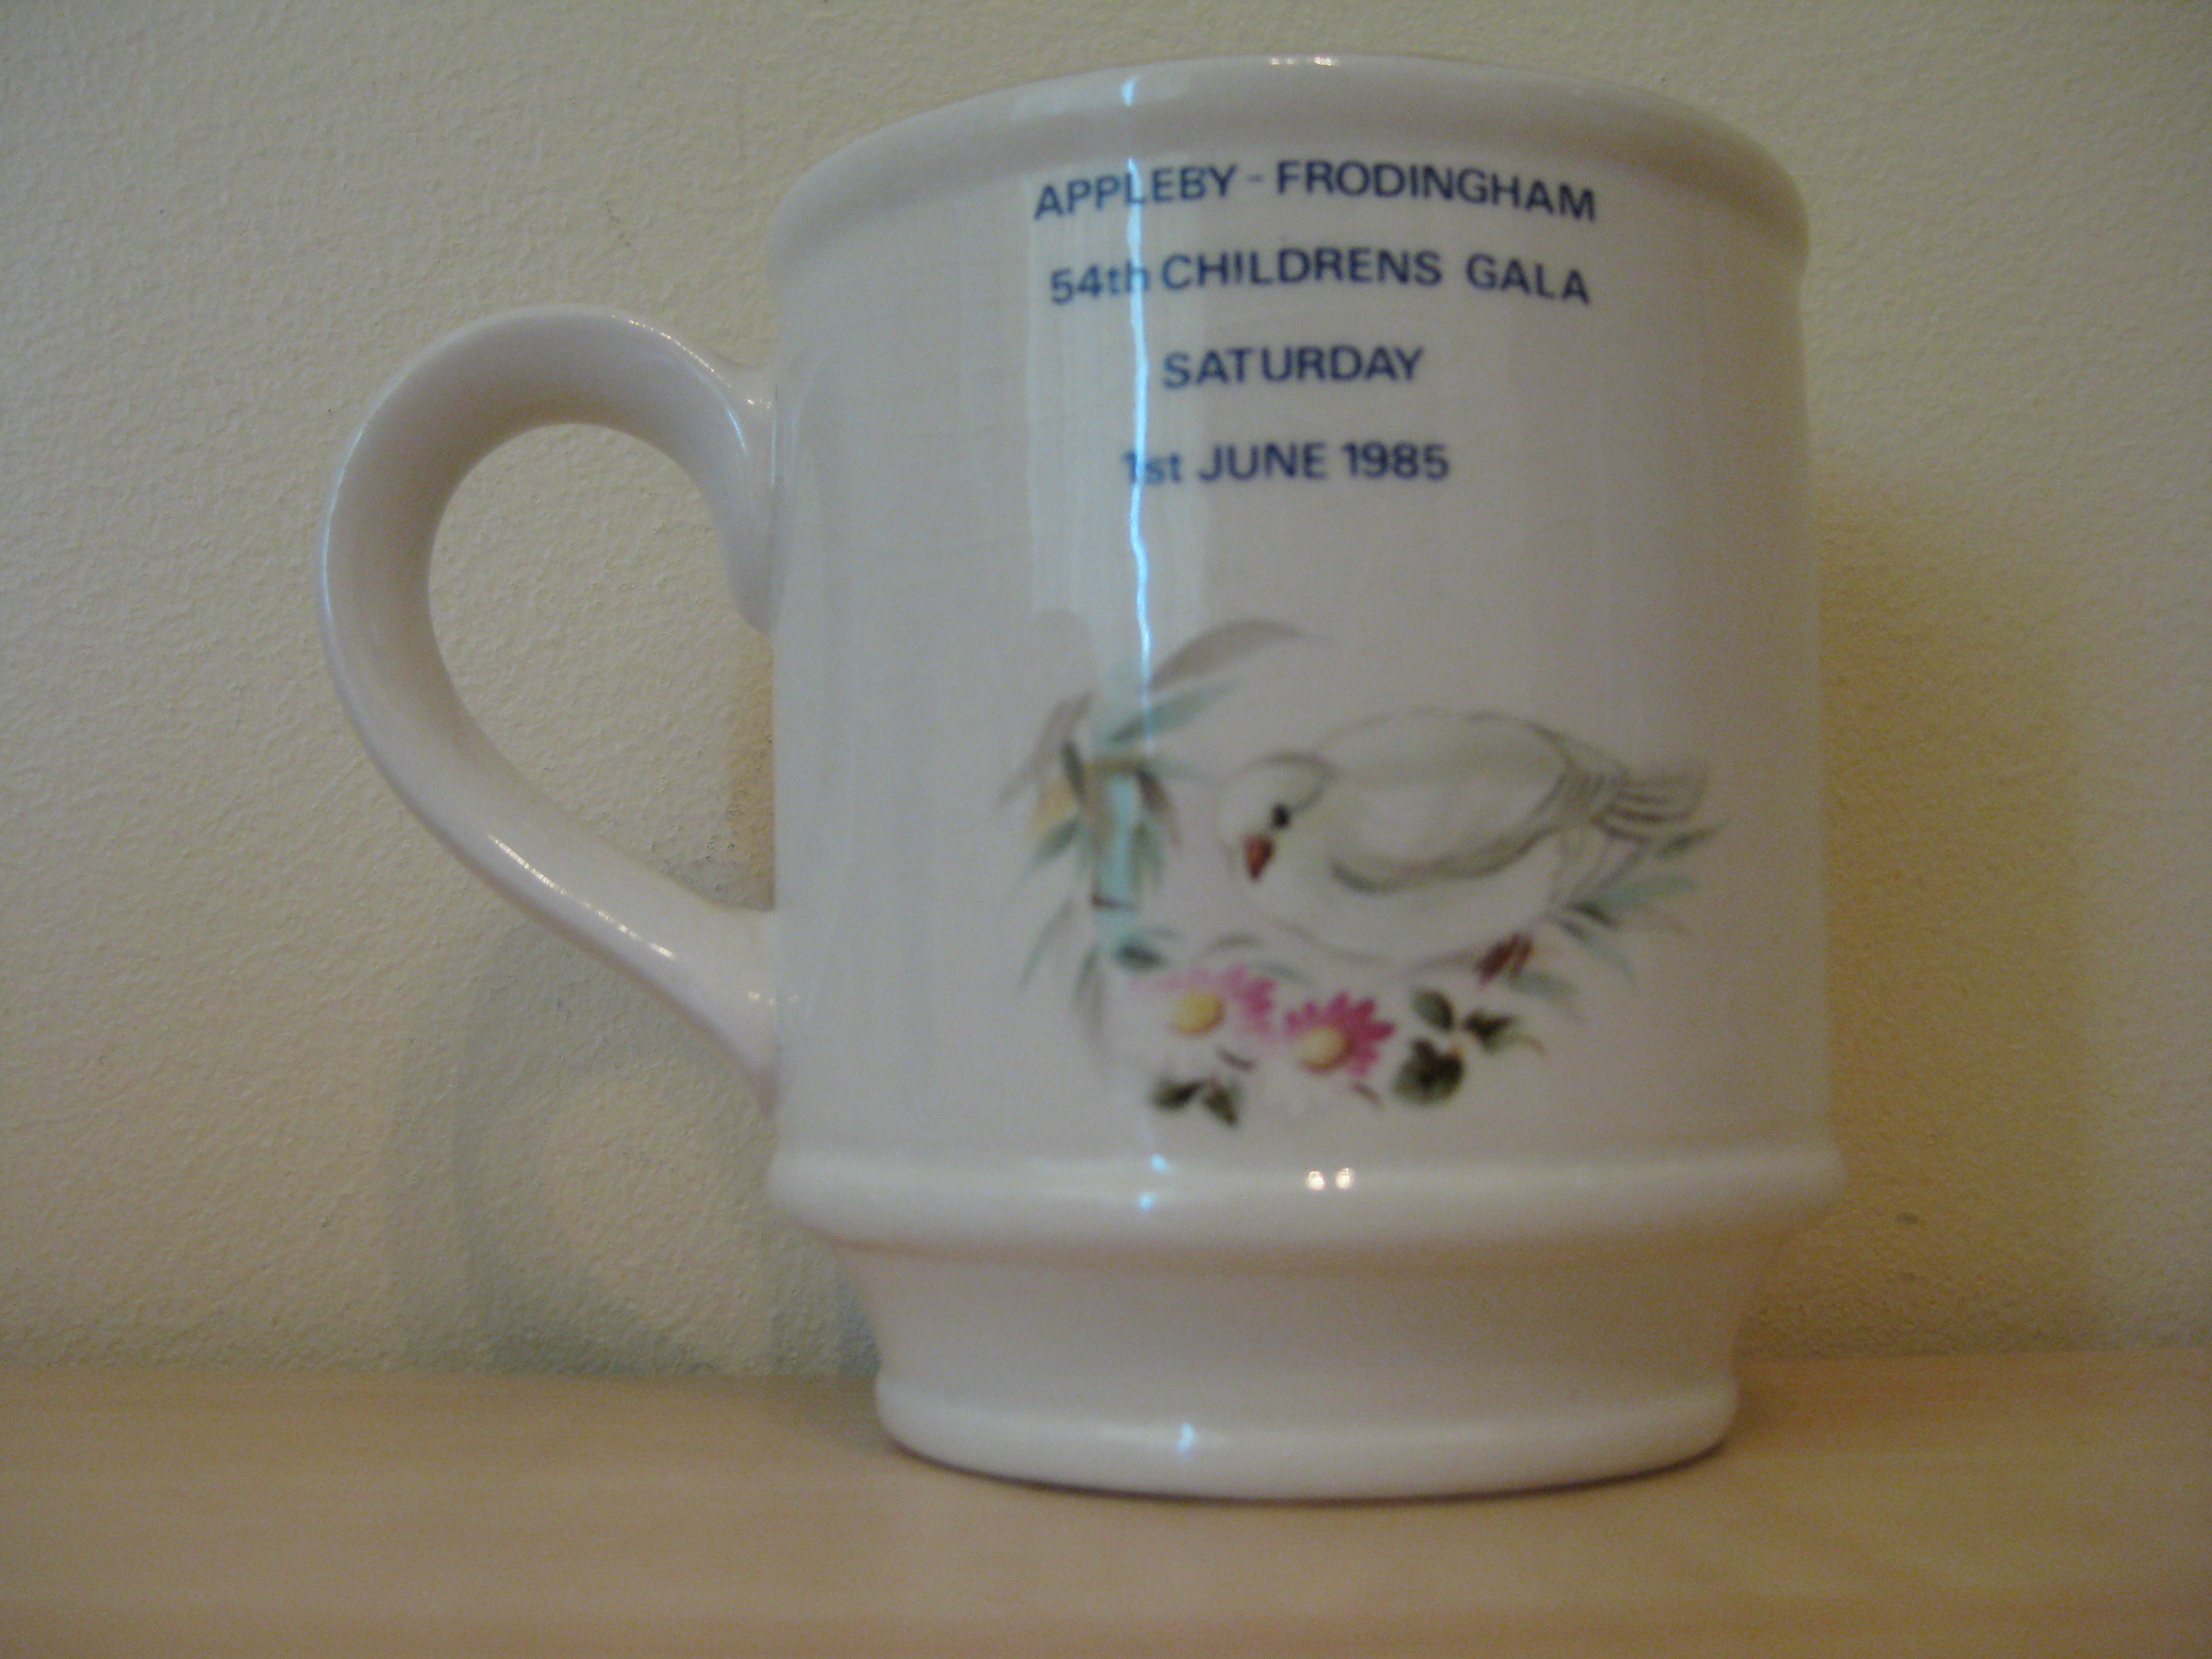 APPLEBY - FRODINGHAM
54th CHILDRENS GALA
SATURDAY
1st JUNE 1985